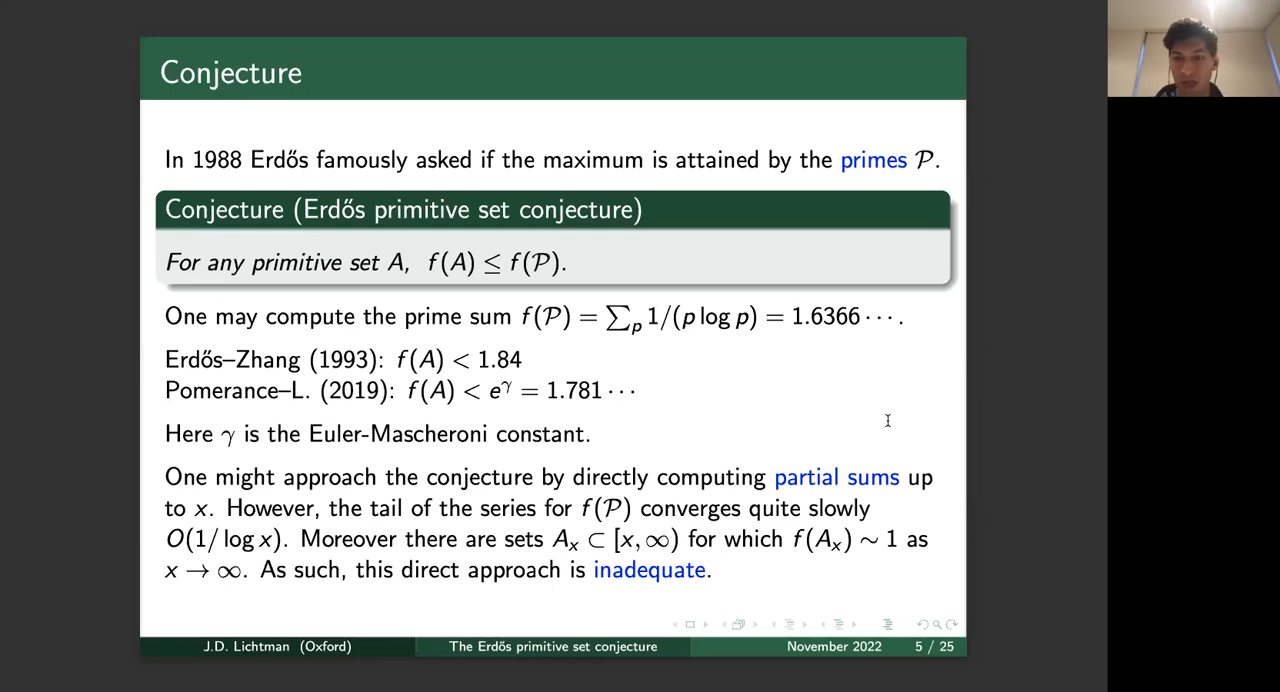 Conjecture
In 1988 Erdős famously asked if the maximum is attained by the primes 𝒫.
Conjecture (Erdős primitive set conjecture)
For any primitive set A, f(A) ≤ f(𝒫).
One may compute the prime sum f(𝒫) = ∑ₚ 1/(p log p) = 1.6366 ⋯ .
Erdős–Zhang (1993): f(A) < 1.84
Pomerance–L. (2019): f(A) < e^γ = 1.781 ⋯
Here γ is the Euler-Mascheroni constant.
One might approach the conjecture by directly computing partial sums up
to x. However, the tail of the series for f(𝒫) converges quite slowly
O(1/ log x). Moreover there are sets Aₓ ⊂ [x, ∞) for which f(Aₓ) ∼ 1 as
x → ∞. As such, this direct approach is inadequate.
J.D. Lichtman (Oxford) The Erdős primitive set conjecture November 2022 5 / 25